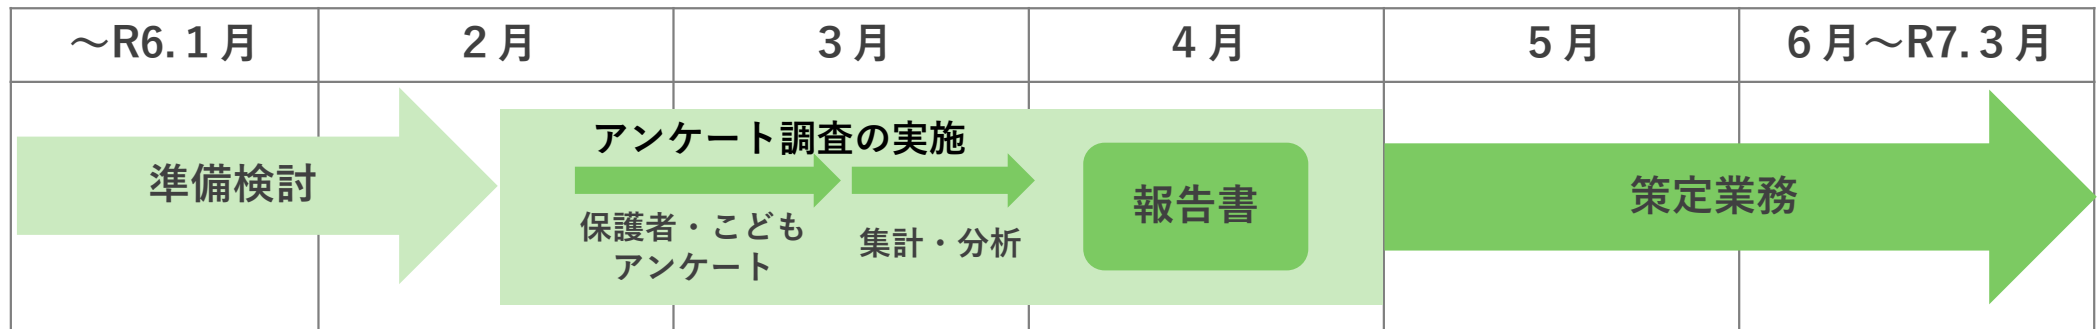 ～R6.１月
２月
３月
４月
５月
６月～R7.３月
アンケート調査の実施
準備検討
保護者・こども
アンケート
集計・分析
報告書
策定業務